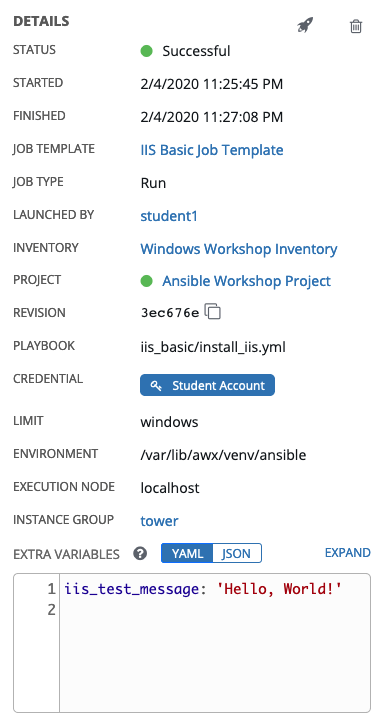 DETAILS
STATUS Successful
STARTED 2/4/2020 11:25:45 PM
FINISHED 2/4/2020 11:27:08 PM
JOB TEMPLATE IIS Basic Job Template
JOB TYPE Run
LAUNCHED BY student1
INVENTORY Windows Workshop Inventory
PROJECT Ansible Workshop Project
REVISION 3ec676e
PLAYBOOK iis_basic/install_iis.yml
CREDENTIAL Student Account
LIMIT windows
ENVIRONMENT /var/lib/awx/venv/ansible
EXECUTION NODE localhost
INSTANCE GROUP tower
EXTRA VARIABLES ? YAML JSON EXPAND
1 iis_test_message: 'Hello, World!'
2